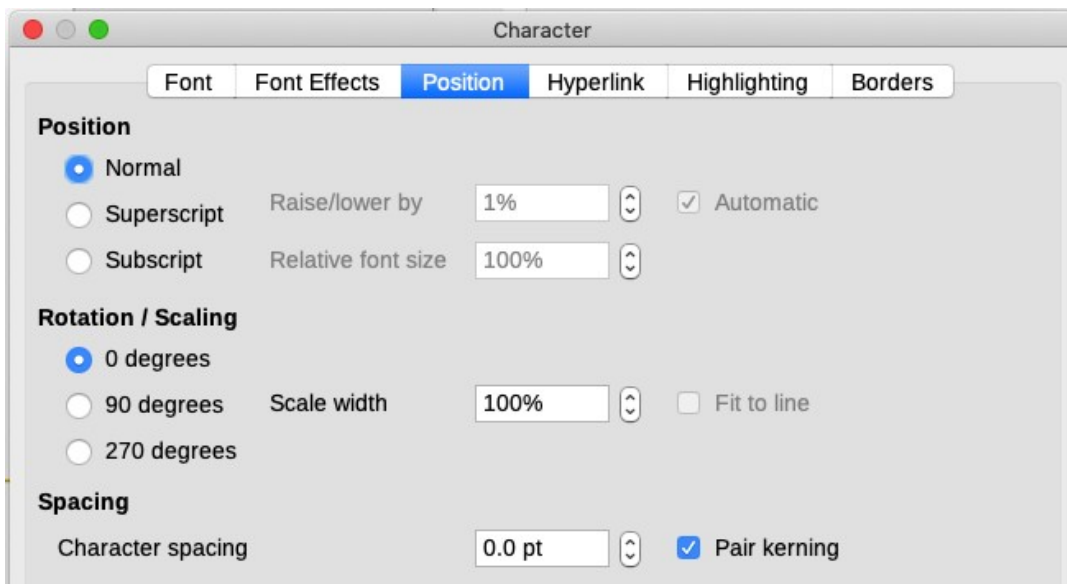 Character
Font Font Effects Position Hyperlink Highlighting Borders
Position
Normal
Superscript Raise/lower by 1% Automatic
Subscript Relative font size 100%
Rotation / Scaling
0 degrees
90 degrees Scale width 100% Fit to line
270 degrees
Spacing
Character spacing 0.0 pt Pair kerning